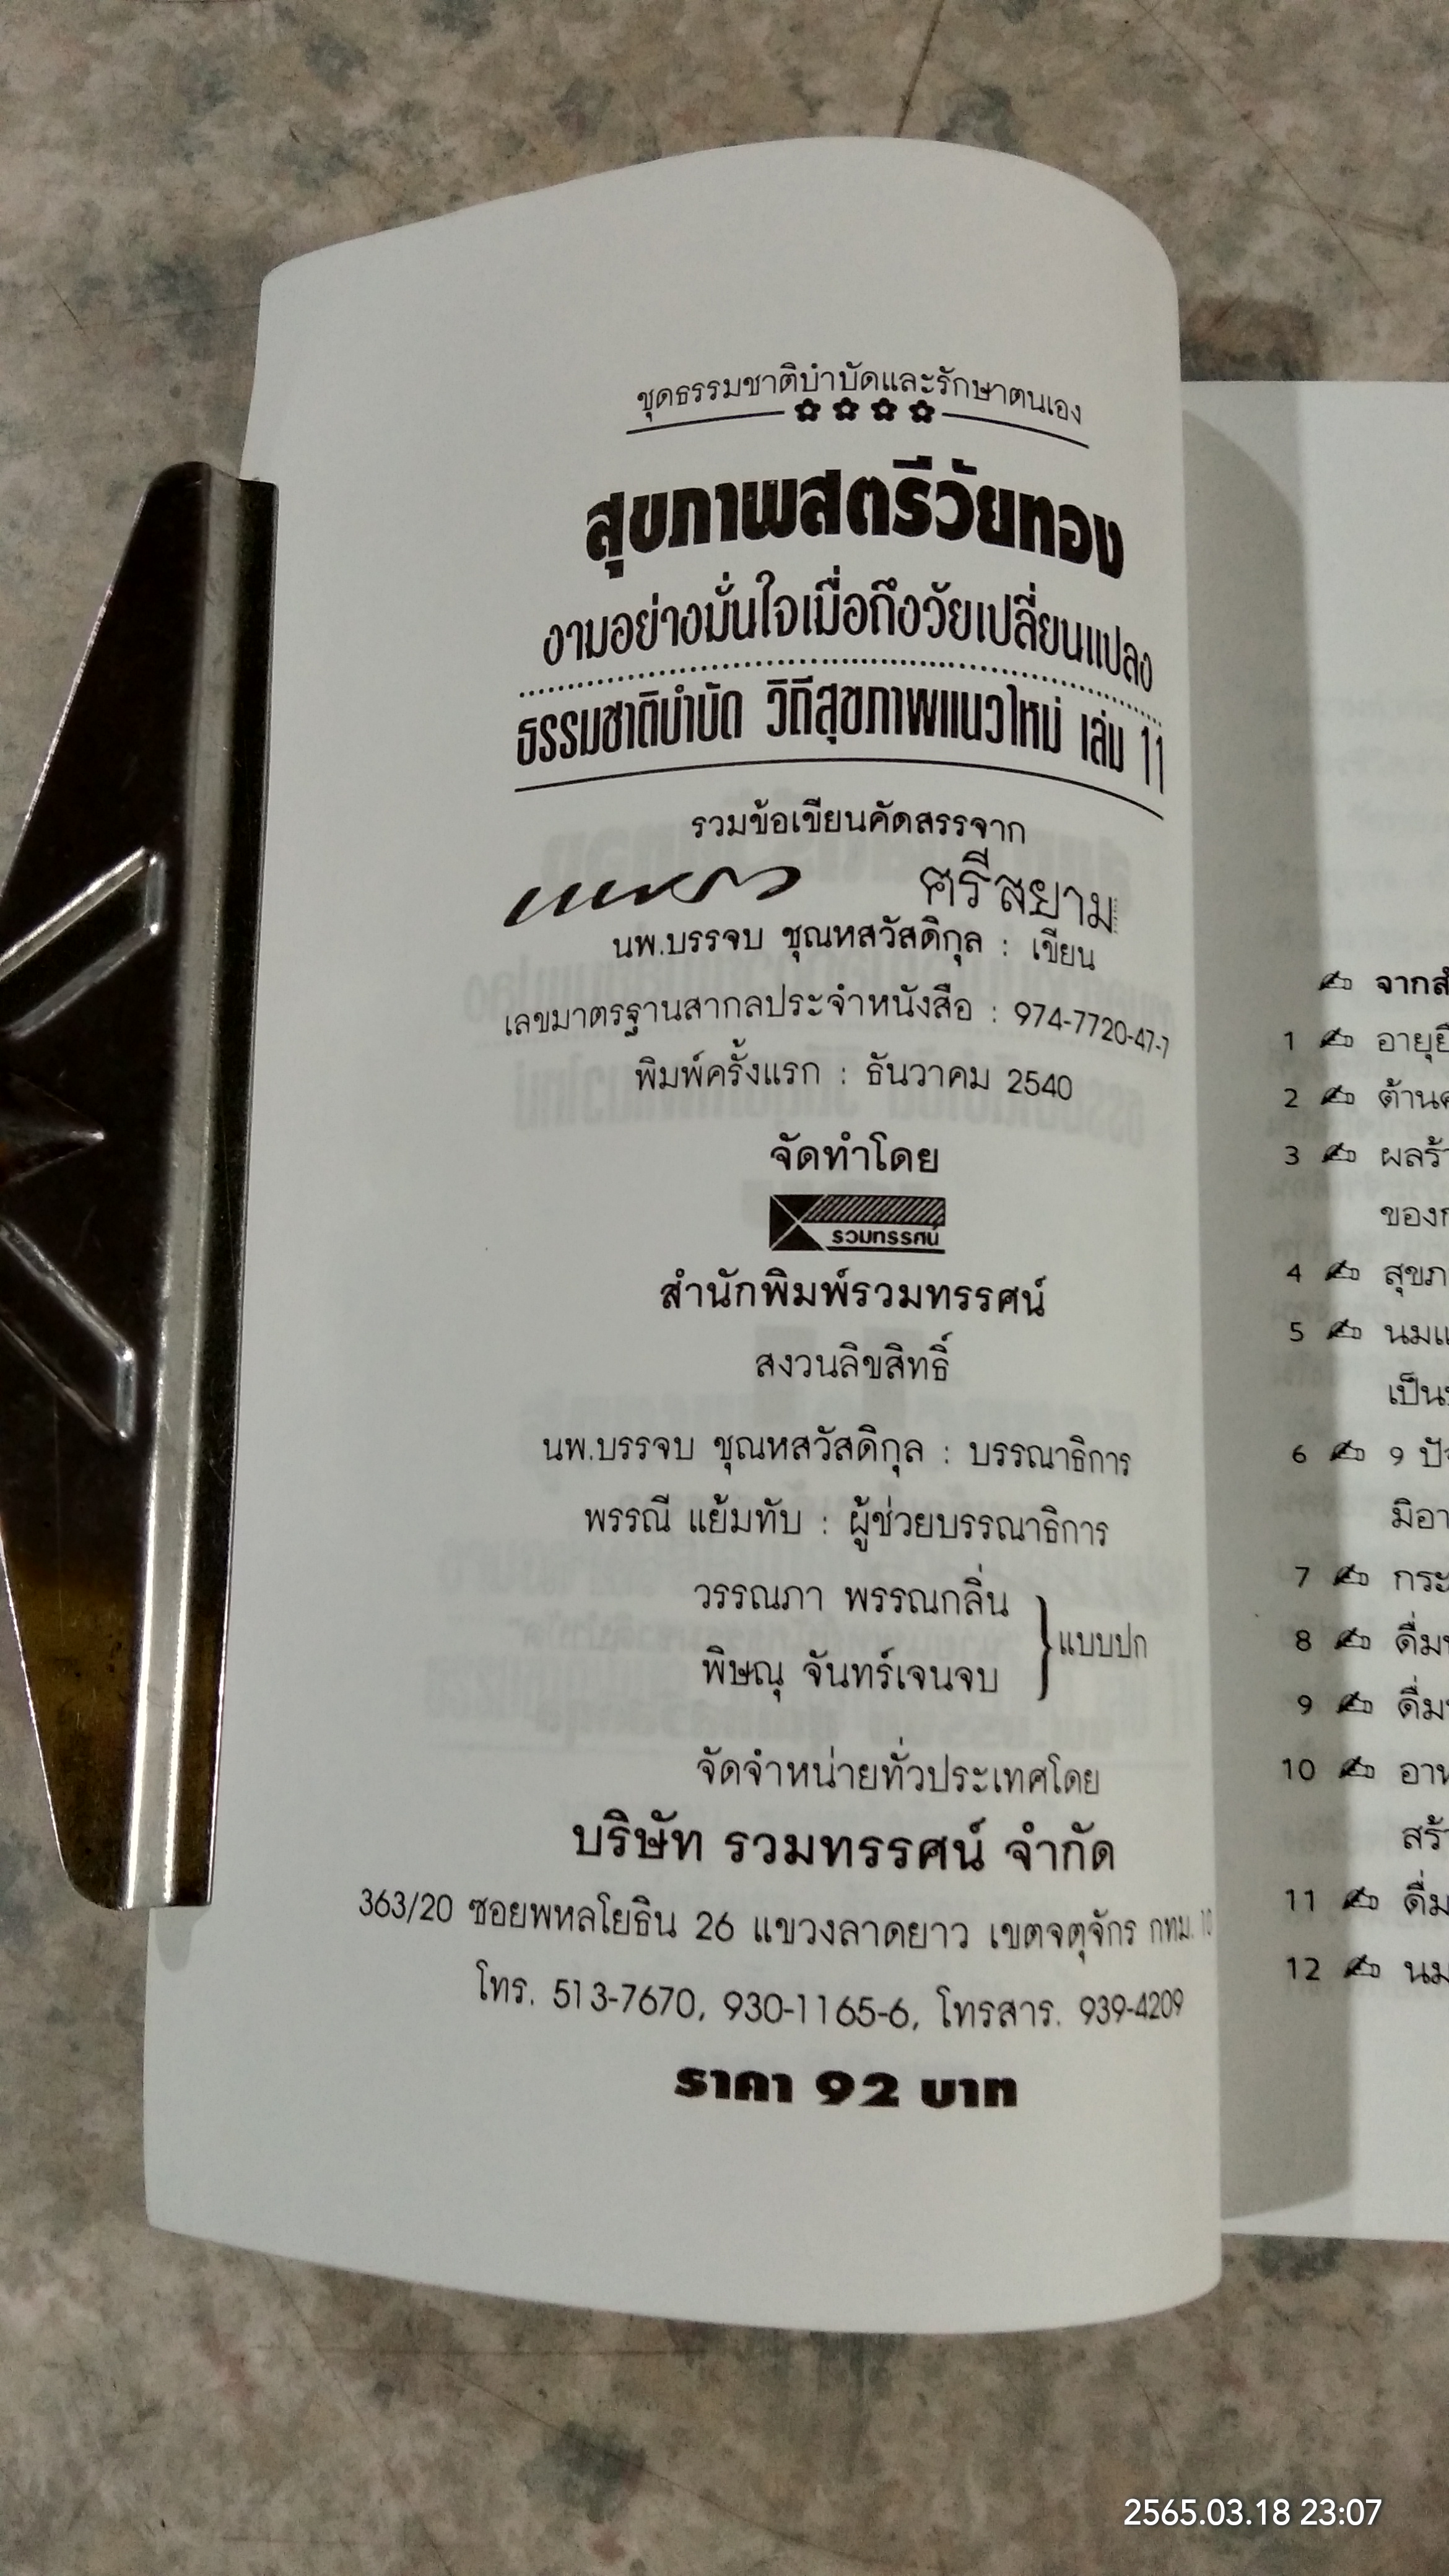 ชุดธรรมชาติบำบัดและรักษาตนเอง
สุขภาพสตรีวัยทอง
งามอย่างมั่นใจเมื่อถึงวัยเปลี่ยนแปลง
ธรรมชาติบำบัด วิถีสุขภาพแนวใหม่ เล่ม 11
รวมข้อเขียนคัดสรรจาก
แพรว ศรีสยาม
นพ.บรรจบ ชุณหสวัสดิกุล : เขียน
เลขมาตรฐานสากลประจำหนังสือ : 974-7720-47-7
พิมพ์ครั้งแรก : ธันวาคม 2540
จัดทำโดย
รวมทรรศน์
สำนักพิมพ์รวมทรรศน์
สงวนลิขสิทธิ์
นพ.บรรจบ ชุณหสวัสดิกุล : บรรณาธิการ
พรรณี แย้มทับ : ผู้ช่วยบรรณาธิการ
วรรณภา พรรณกลิ่น
พิษณุ จันทร์เจนจบ
แบบปก
จัดจำหน่ายทั่วประเทศโดย
บริษัท รวมทรรศน์ จำกัด
363/20 ซอยพหลโยธิน 26 แขวงลาดยาว เขตจตุจักร กทม. 10
โทร. 513-7670, 930-1165-6, โทรสาร. 939-4209
ราคา 92 บาท
จากสำ
1 อายุยื
2 ต้าน
3 ผลร้
ของ
4 สุขภ
5 นมแ
เป็น
6 9 ปัจ
มิอา
7 กระ
8 ดื่ม
9 ดื่ม
10 อาห
สร้า
11 ดื่ม
12 นม
2565.03.18 23:07